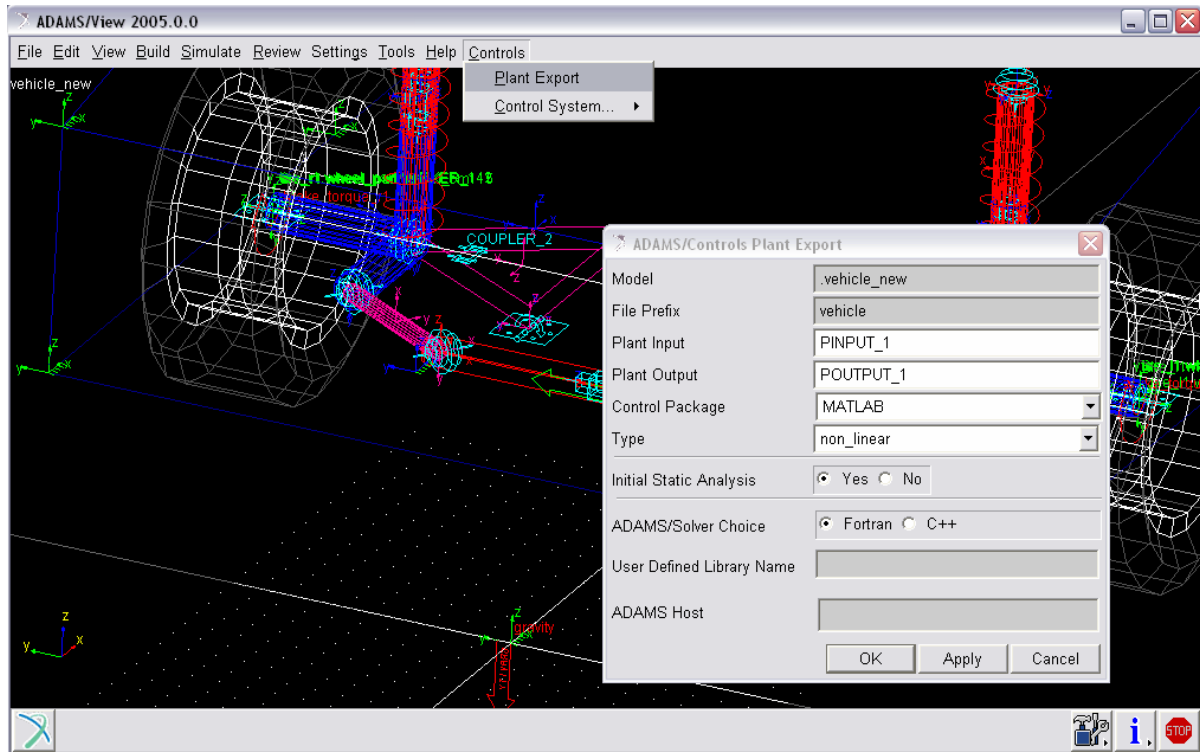 ADAMS/View 2005.0.0
File Edit View Build Simulate Review Settings Tools Help Controls
Plant Export
Control System...
vehicle_new
COUPLER_2
ADAMS/Controls Plant Export
Model .vehicle_new
File Prefix vehicle
Plant Input PINPUT_1
Plant Output POUTPUT_1
Control Package MATLAB
Type non_linear
Initial Static Analysis Yes No
ADAMS/Solver Choice Fortran C++
User Defined Library Name
ADAMS Host
OK Apply Cancel
gravity
z
y x
i
STOP